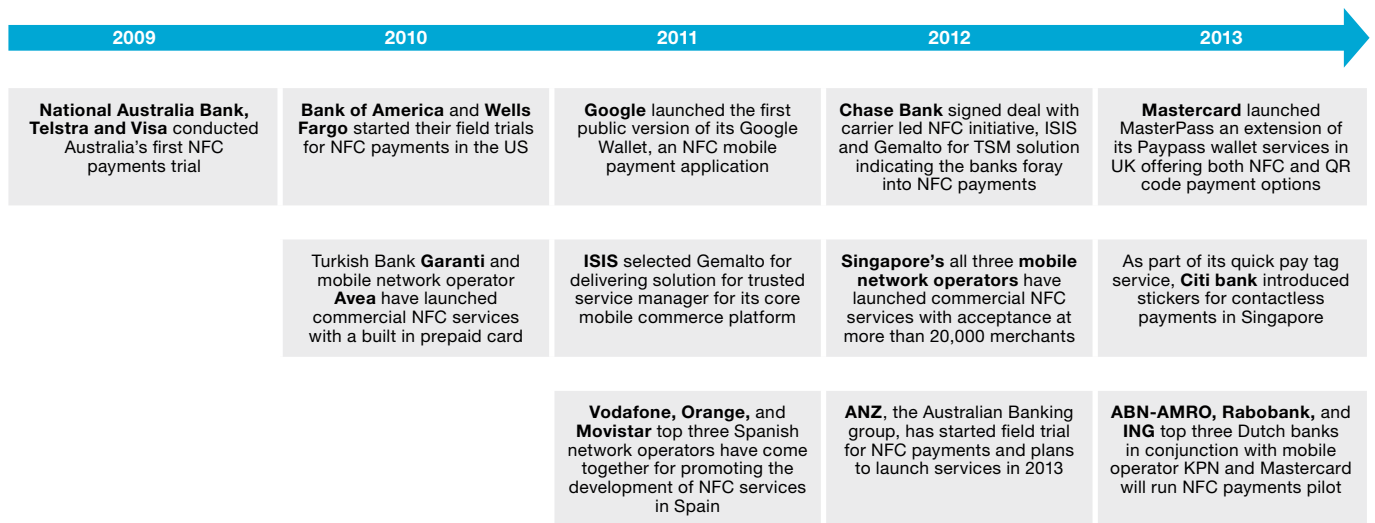 2009 2010 2011 2012 2013
National Australia Bank,
Telstra and Visa conducted
Australia's first NFC
payments trial
Bank of America and Wells
Fargo started their field trials
for NFC payments in the US
Google launched the first
public version of its Google
Wallet, an NFC mobile
payment application
Chase Bank signed deal with
carrier led NFC initiative, ISIS
and Gemalto for TSM solution
indicating the banks foray
into NFC payments
Mastercard launched
MasterPass an extension of
its Paypass wallet services in
UK offering both NFC and QR
code payment options
Turkish Bank Garanti and
mobile network operator
Avea have launched
commercial NFC services
with a built in prepaid card
ISIS selected Gemalto for
delivering solution for trusted
service manager for its core
mobile commerce platform
Singapore's all three mobile
network operators have
launched commercial NFC
services with acceptance at
more than 20,000 merchants
As part of its quick pay tag
service, Citi bank introduced
stickers for contactless
payments in Singapore
Vodafone, Orange, and
Movistar top three Spanish
network operators have come
together for promoting the
development of NFC services
in Spain
ANZ, the Australian Banking
group, has started field trial
for NFC payments and plans
to launch services in 2013
ABN-AMRO, Rabobank, and
ING top three Dutch banks
in conjunction with mobile
operator KPN and Mastercard
will run NFC payments pilot